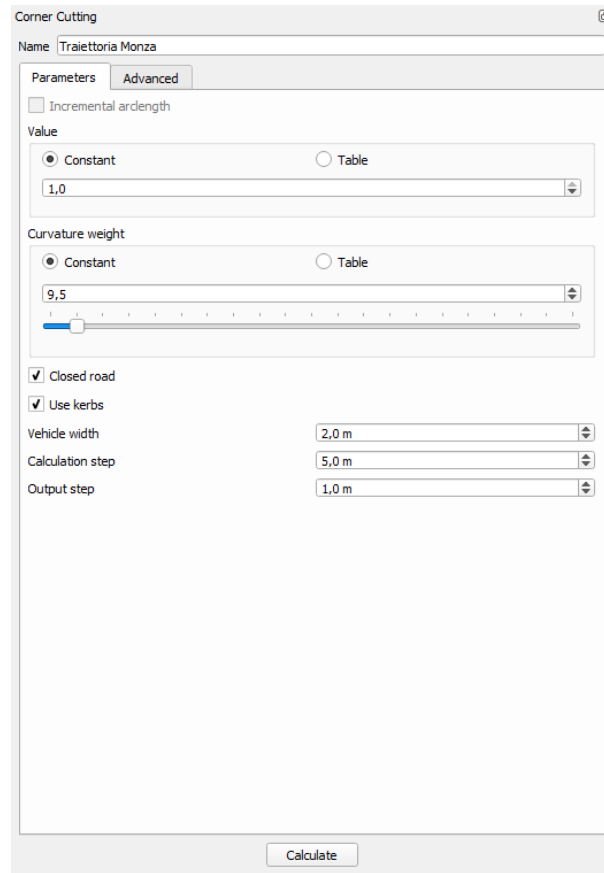 Corner Cutting
Name Traiettoria Monza
Parameters Advanced
Incremental arclength
Value
Constant Table
1,0
Curvature weight
Constant Table
9,5
Closed road
Use kerbs
Vehicle width 2,0 m
Calculation step 5,0 m
Output step 1,0 m
Calculate